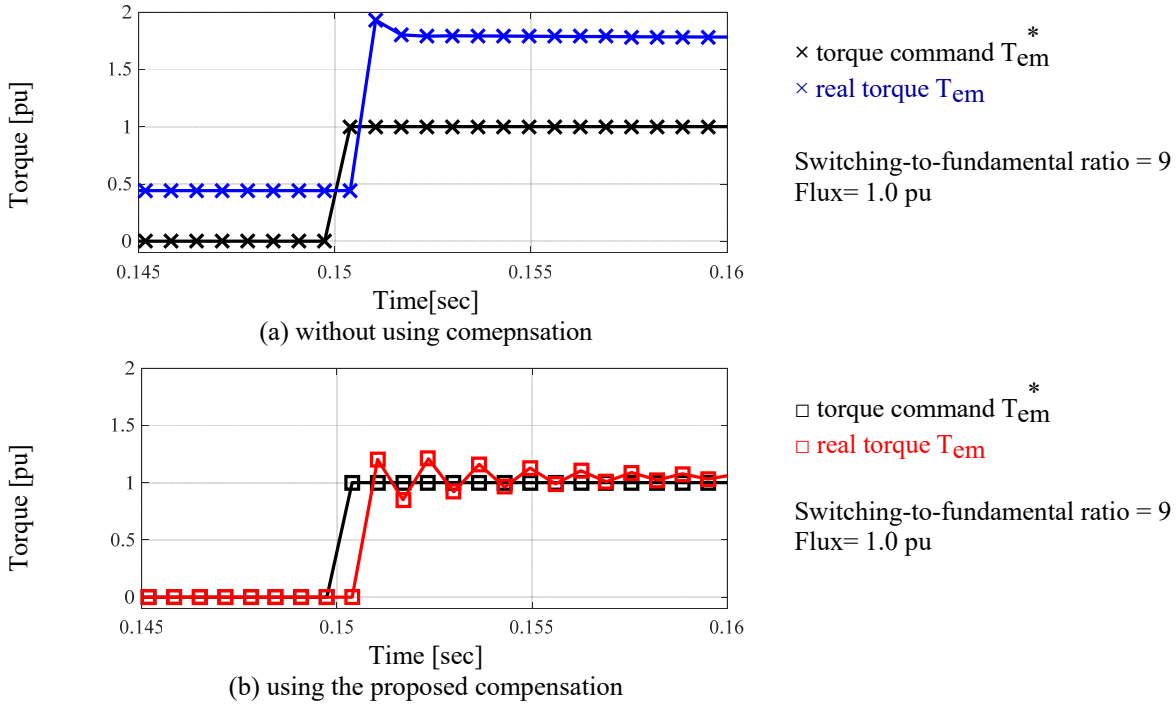 2
1.5
1
0.5
0
Torque [pu]
0.145
0.15
0.155
0.16
Time[sec]
(a) without using comepnsation
× torque command Tem*
× real torque Tem
Switching-to-fundamental ratio = 9
Flux= 1.0 pu
2
1.5
1
0.5
0
Torque [pu]
0.145
0.15
0.155
0.16
Time [sec]
(b) using the proposed compensation
□ torque command Tem*
□ real torque Tem
Switching-to-fundamental ratio = 9
Flux= 1.0 pu